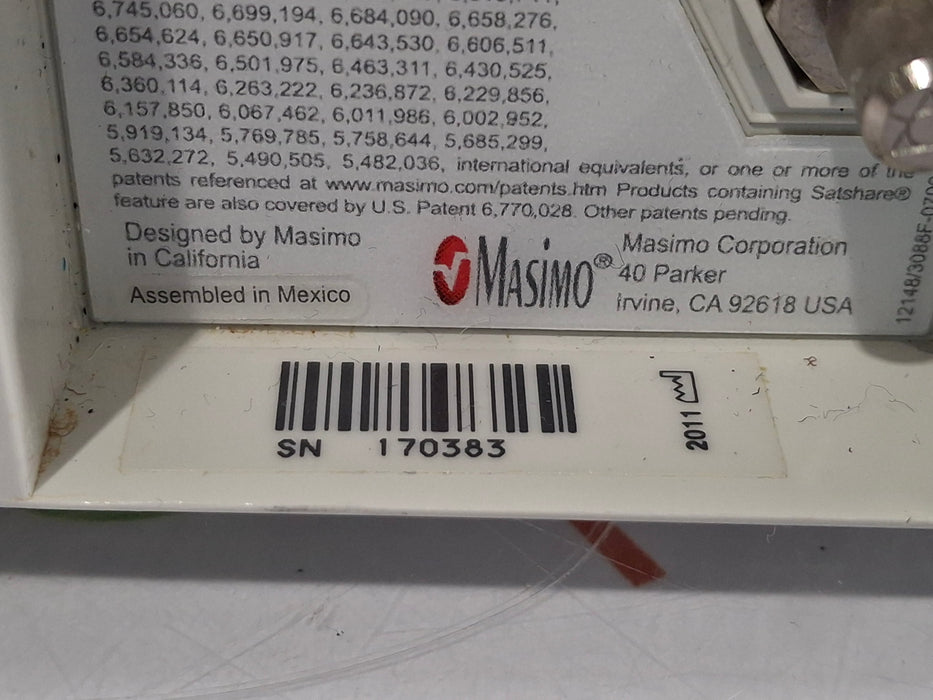 6,745,060, 6,699,194, 6,684,090, 6,658,276,
6,654,624, 6,650,917, 6,643,530, 6,606,511,
6,584,336, 6,501,975, 6,463,311, 6,430,525,
6,360,114, 6,263,222, 6,236,872, 6,229,856,
6,157,850, 6,067,462, 6,011,986, 6,002,952,
5,919,134, 5,769,785, 5,758,644, 5,685,299,
5,632,272, 5,490,505, 5,482,036, international equivalents, or one or more of the
patents referenced at www.masimo.com/patents.htm Products containing Satshare®
feature are also covered by U.S. Patent 6,770,028. Other patents pending.
Designed by Masimo
in California
Assembled in Mexico
MASIMO®
Masimo Corporation
40 Parker
Irvine, CA 92618 USA
12148/3088F-0709
SN 170383
2011